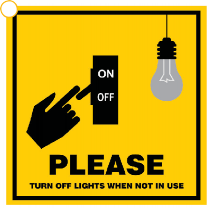 ON
OFF
PLEASE
TURN OFF LIGHTS WHEN NOT IN USE